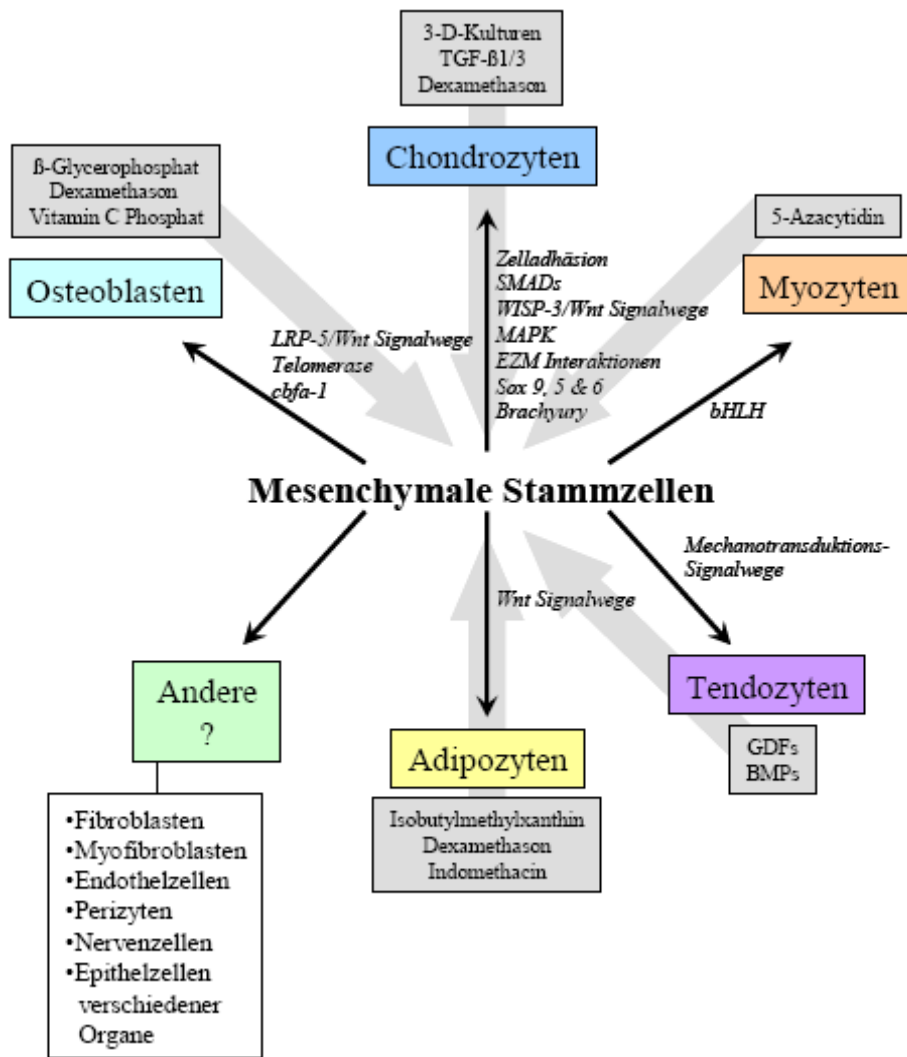 3-D-Kulturen
TGF-ß1/3
Dexamethason
Chondrozyten
ß-Glycerophosphat
Dexamethason
Vitamin C Phosphat
Osteoblasten
5-Azacytidin
Myozyten
Zelladhäsion
SMADs
WISP-3/Wnt Signalwege
MAPK
EZM Interaktionen
Sox 9, 5 & 6
Brachyury
LRP-5/Wnt Signalwege
Telomerase
cbfa-1
bHLH
Mesenchymale Stammzellen
Mechanotransduktions-
Signalwege
Wnt Signalwege
Andere
?
•Fibroblasten
•Myofibroblasten
•Endothelzellen
•Perizyten
•Nervenzellen
•Epithelzellen
verschiedener
Organe
Adipozyten
Isobutylmethylxanthin
Dexamethason
Indomethacin
Tendozyten
GDFs
BMPs